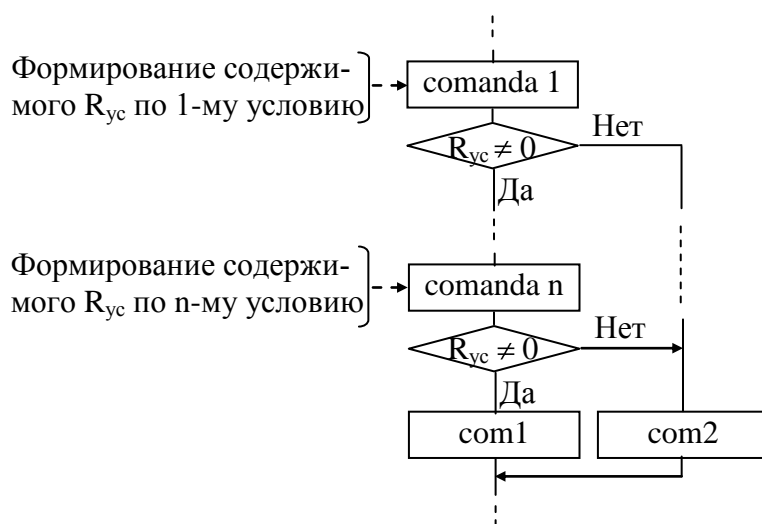 Формирование содержи-
мого Rус по 1-му условию
comanda 1
Rус ≠ 0
Нет
Да
Формирование содержи-
мого Rус по n-му условию
comanda n
Rус ≠ 0
Нет
Да
com1
com2